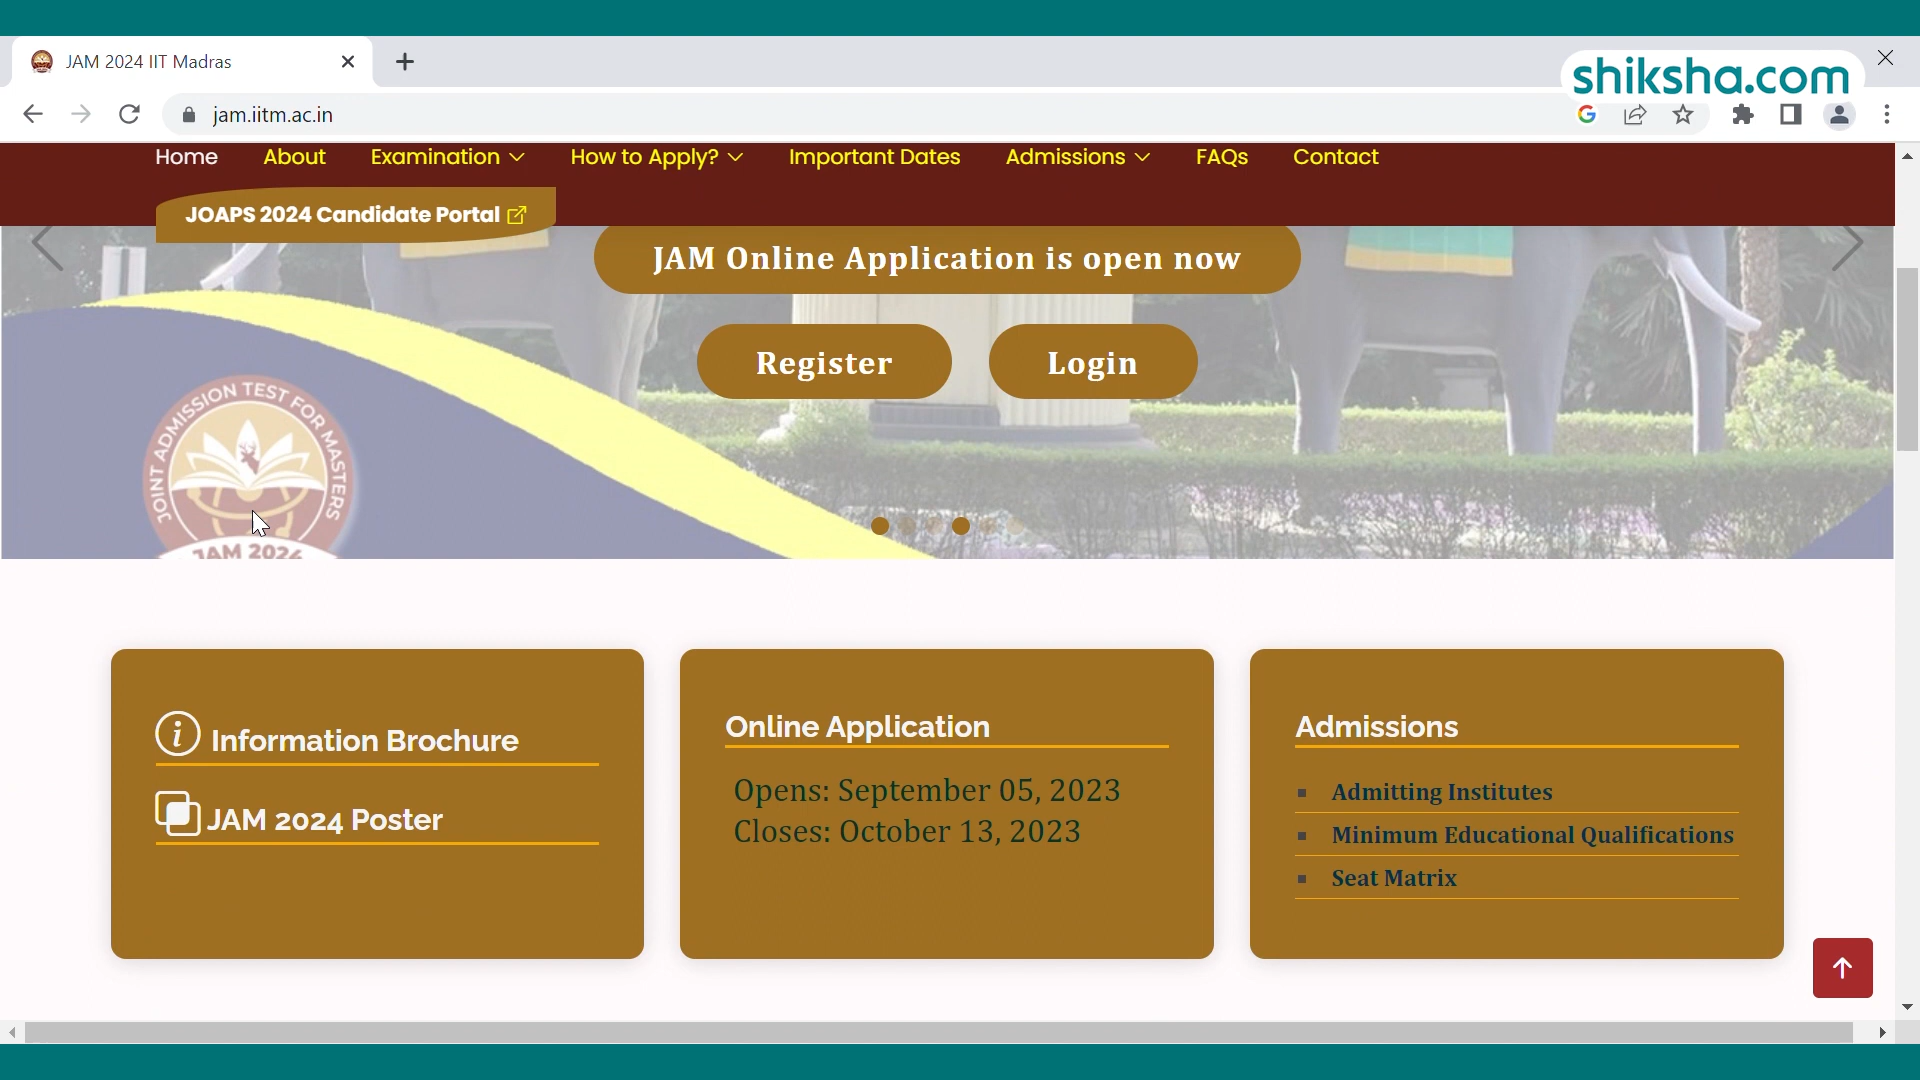 JAM 2024 IIT Madras
shiksha.com
jam.iitm.ac.in
Home About Examination How to Apply? Important Dates Admissions FAQs Contact
JOAPS 2024 Candidate Portal
JAM Online Application is open now
Register Login
JOINT ADMISSION TEST FOR MASTERS
JAM 2024
Information Brochure
JAM 2024 Poster
Online Application
Opens: September 05, 2023
Closes: October 13, 2023
Admissions
Admitting Institutes
Minimum Educational Qualifications
Seat Matrix